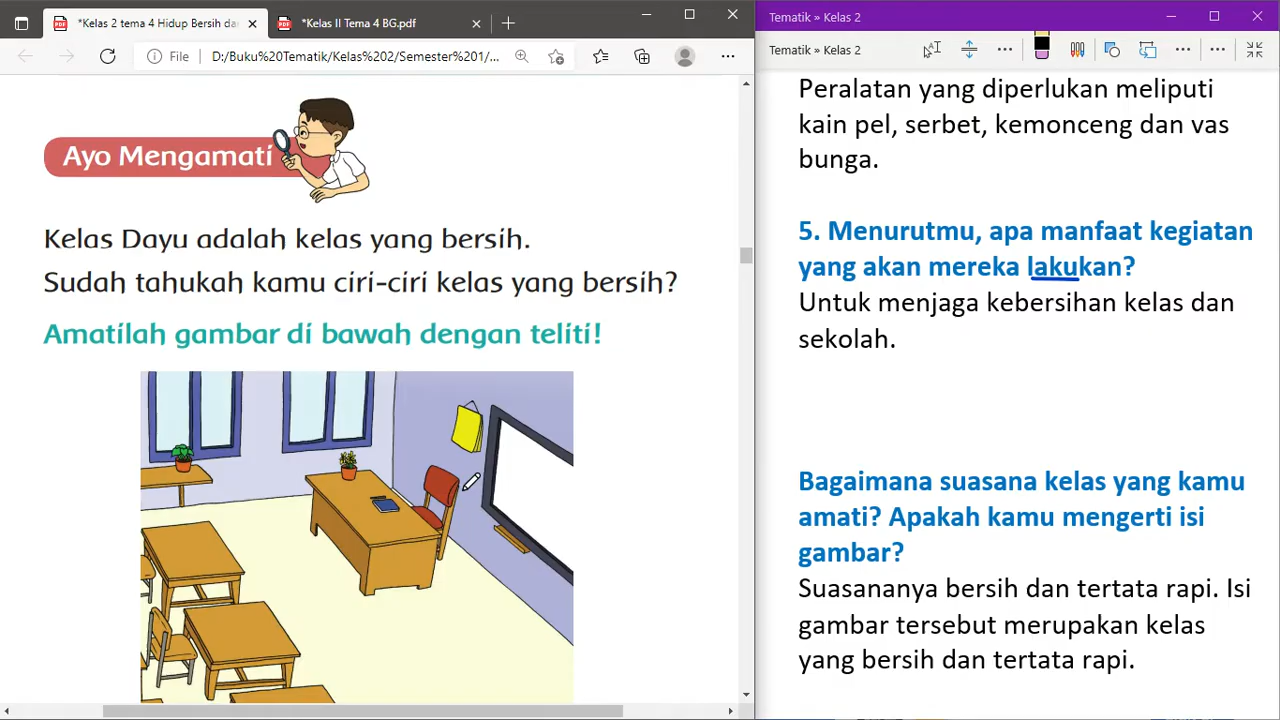 *Kelas 2 tema 4 Hidup Bersih da
*Kelas II Tema 4 BG.pdf
File
D:/Buku%20Tematik/Kelas%202/Semester%201/...
Ayo Mengamati
Kelas Dayu adalah kelas yang bersih.
Sudah tahukah kamu ciri-ciri kelas yang bersih?
Amatilah gambar di bawah dengan teliti!
Tematik » Kelas 2
Tematik » Kelas 2
Peralatan yang diperlukan meliputi
kain pel, serbet, kemonceng dan vas
bunga.
5. Menurutmu, apa manfaat kegiatan
yang akan mereka lakukan?
Untuk menjaga kebersihan kelas dan
sekolah.
Bagaimana suasana kelas yang kamu
amati? Apakah kamu mengerti isi
gambar?
Suasananya bersih dan tertata rapi. Isi
gambar tersebut merupakan kelas
yang bersih dan tertata rapi.